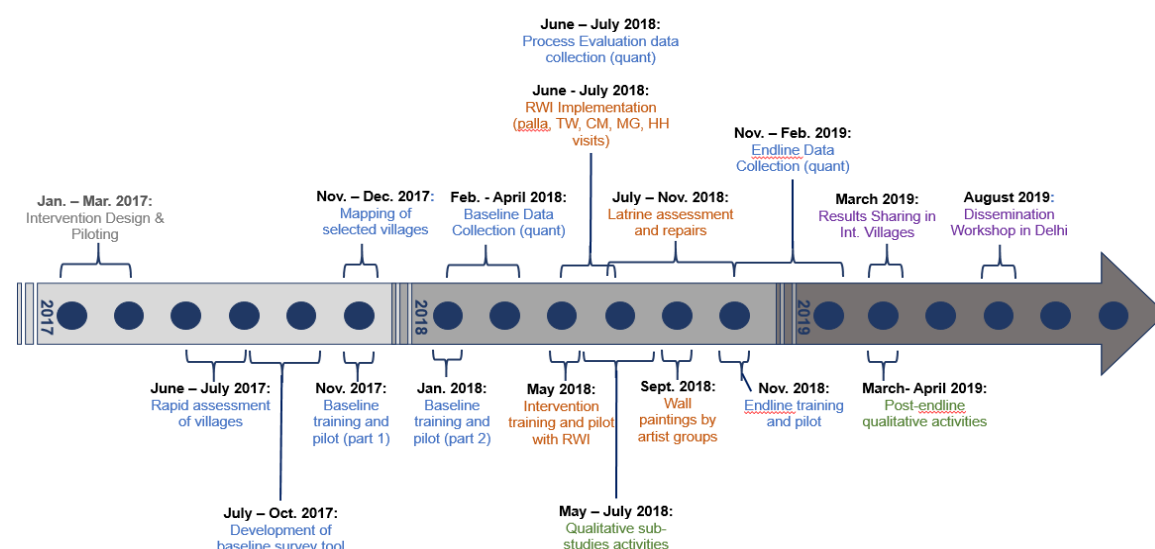 June – July 2018:
Process Evaluation data
collection (quant)
June - July 2018:
RWI Implementation
(palla, TW, CM, MG, HH
visits)
Nov. – Feb. 2019:
Endline Data
Collection (quant)
Jan. – Mar. 2017:
Intervention Design &
Piloting
Nov. – Dec. 2017:
Mapping of
selected villages
Feb. - April 2018:
Baseline Data
Collection (quant)
July – Nov. 2018:
Latrine assessment
and repairs
March 2019:
Results Sharing in
Int. Villages
August 2019:
Dissemination
Workshop in Delhi
2017
2018
2019
June – July 2017:
Rapid assessment
of villages
Nov. 2017:
Baseline
training and
pilot (part 1)
Jan. 2018:
Baseline
training and
pilot (part 2)
May 2018:
Intervention
training and pilot
with RWI
Sept. 2018:
Wall
paintings by
artist groups
Nov. 2018:
Endline training
and pilot
March- April 2019:
Post-endline
qualitative activities
July – Oct. 2017:
Development of
baseline survey tool
May – July 2018:
Qualitative sub-
studies activities